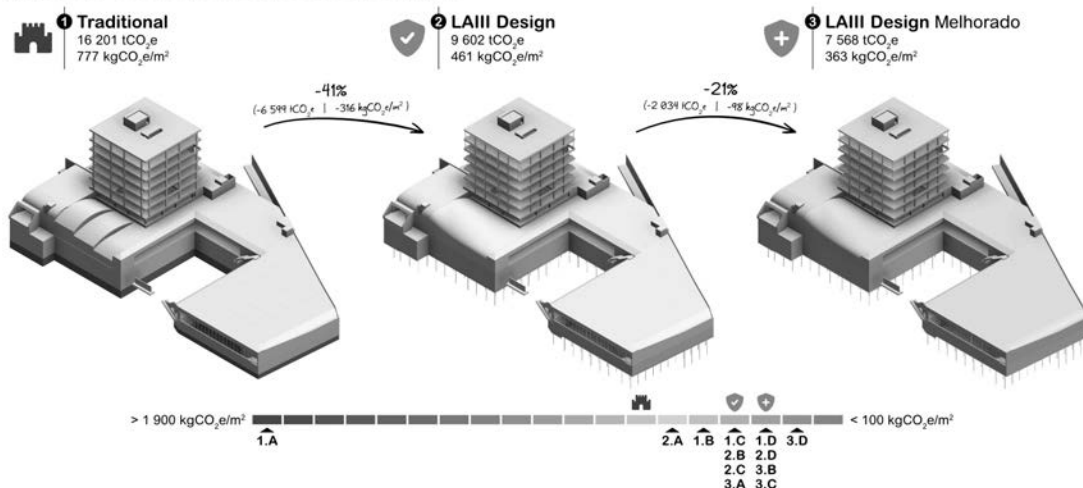 1 Traditional
16 201 tCO₂e
777 kgCO₂e/m²
2 LAIII Design
9 602 tCO₂e
461 kgCO₂e/m²
3 LAIII Design Melhorado
7 568 tCO₂e
363 kgCO₂e/m²
-41%
(-6 599 tCO₂e | -316 kgCO₂e/m²)
-21%
(-2 034 tCO₂e | -98 kgCO₂e/m²)
> 1 900 kgCO₂e/m²
< 100 kgCO₂e/m²
1.A 2.A 1.B 1.C 1.D 3.D
2.B 2.D
2.C 3.B
3.A 3.C